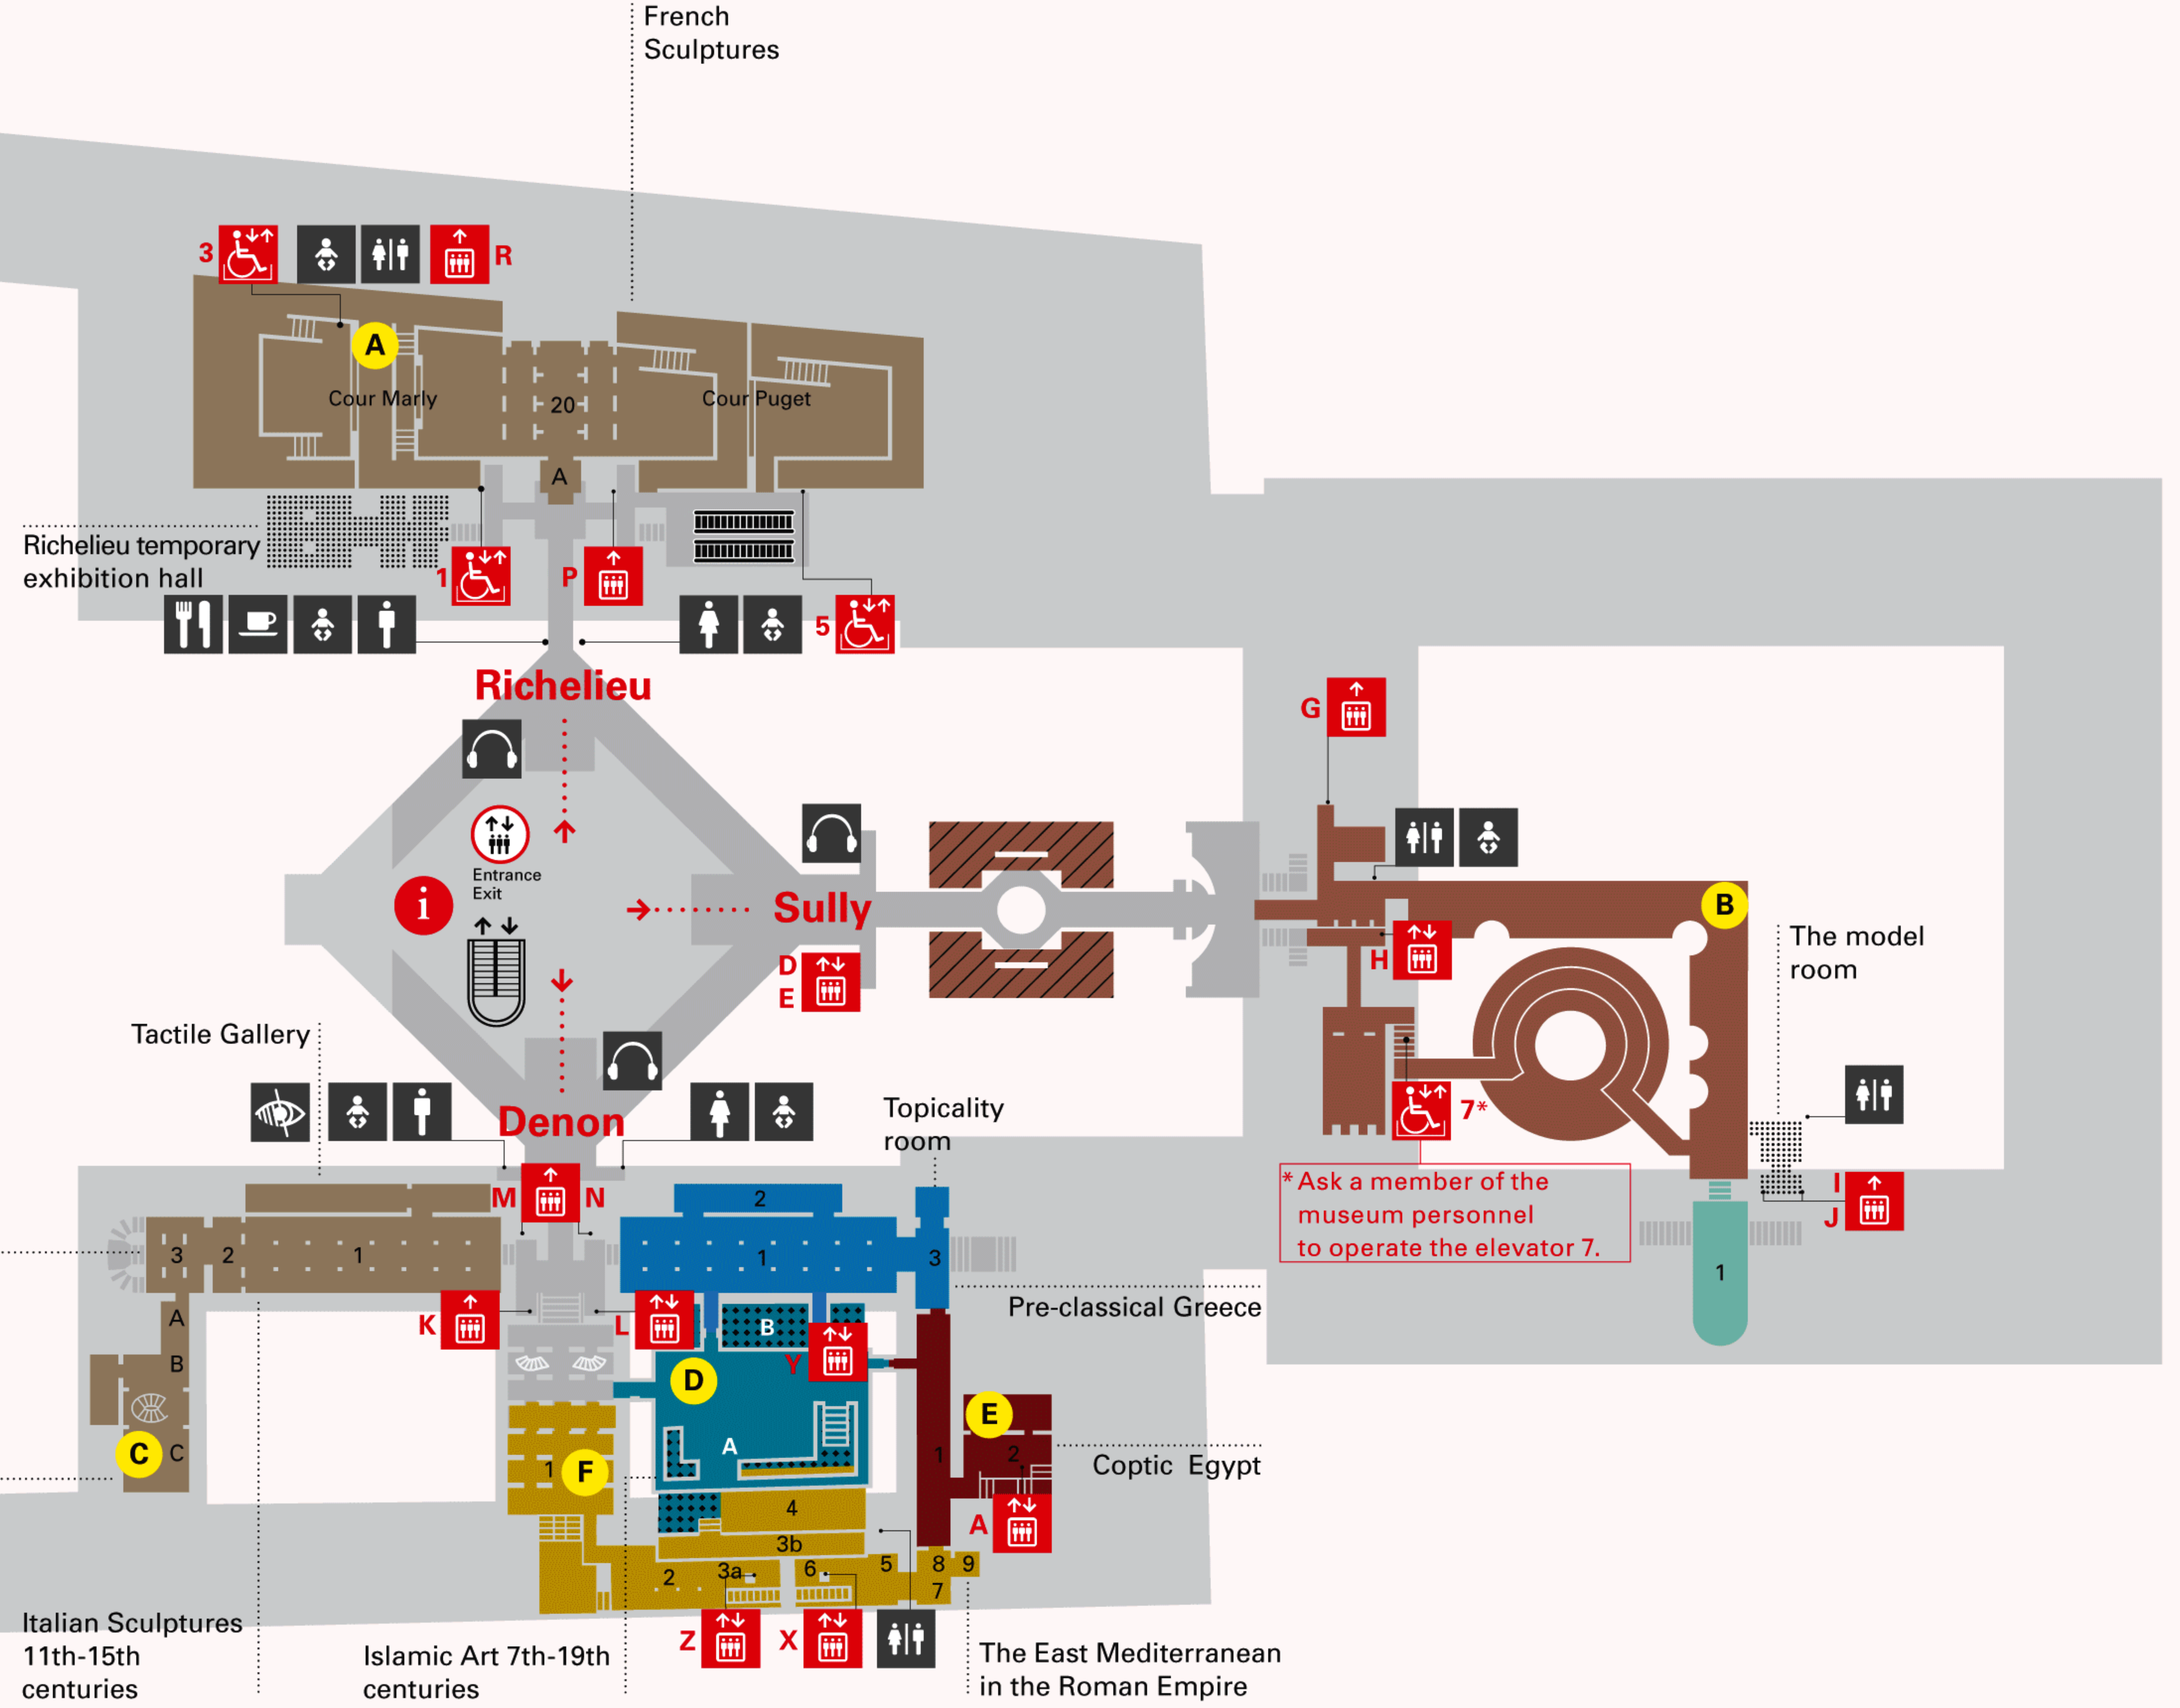 French
Sculptures
3
R
A
Cour Marly
20
Cour Puget
A
Richelieu temporary
exhibition hall
1
P
5
Richelieu
G
Entrance
Exit
i
Sully
B
D
E
H
The model
room
Tactile Gallery
7*
Denon
Topicality
room
* Ask a member of the
museum personnel
to operate the elevator 7.
I
J
M
N
2
3
2
1
1
3
1
Pre-classical Greece
A
K
L
B
Y
B
D
E
C
C
1
F
A
1
2
Coptic Egypt
4
A
3b
2
3a
6
5
8
9
7
Z
X
Italian Sculptures
11th-15th
centuries
Islamic Art 7th-19th
centuries
The East Mediterranean
in the Roman Empire